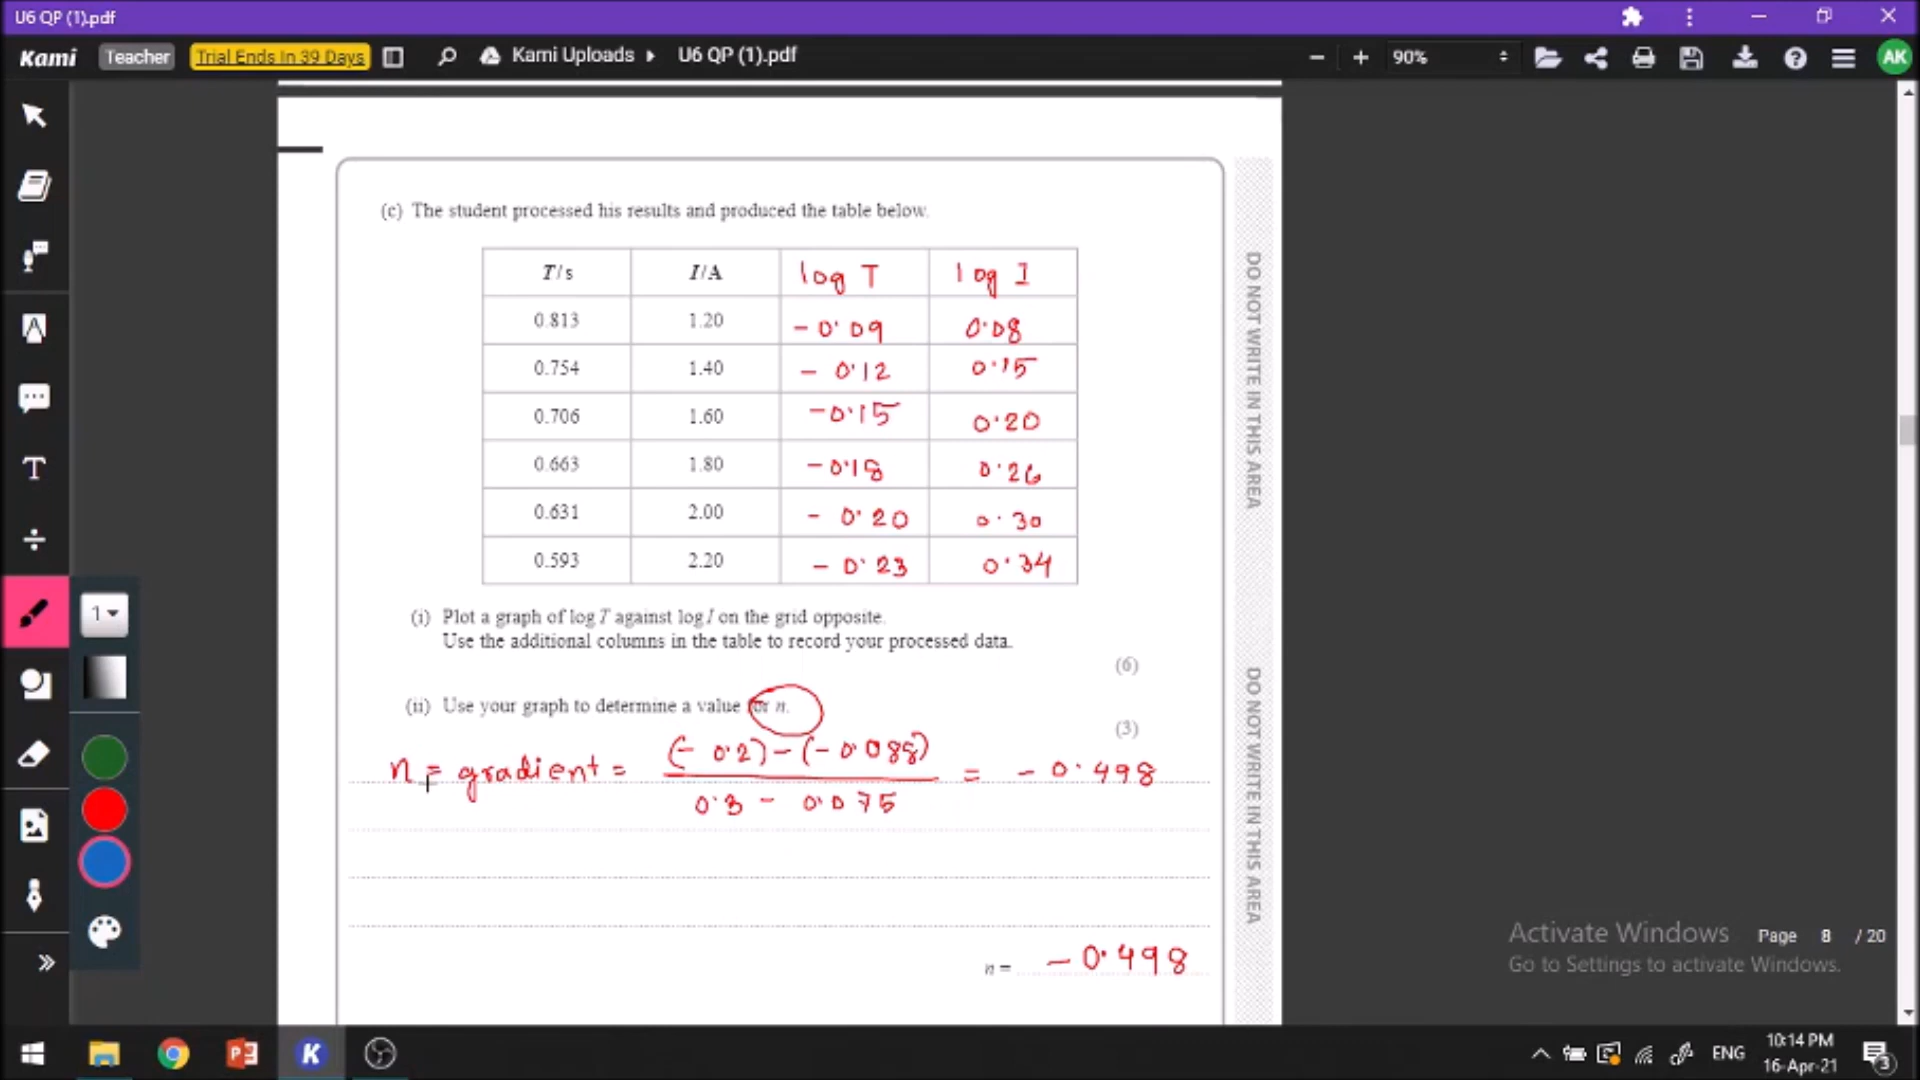 U6 QP (1).pdf
Kami Teacher Trial Ends In 39 Days Kami Uploads U6 QP (1).pdf 90% AK
(c) The student processed his results and produced the table below.
T/s I/A log T log I
0.813 1.20 -0.09 0.08
0.754 1.40 -0.12 0.15
0.706 1.60 -0.15 0.20
0.663 1.80 -0.18 0.26
0.631 2.00 -0.20 0.30
0.593 2.20 -0.23 0.34
(i) Plot a graph of log T against log I on the grid opposite.
Use the additional columns in the table to record your processed data.
(6)
(ii) Use your graph to determine a value for n.
(3)
n = gradient = (-0.2)-(-0.088) / 0.3 - 0.075 = -0.498
n = -0.498
DO NOT WRITE IN THIS AREA
DO NOT WRITE IN THIS AREA
1
T
Activate Windows
Go to Settings to activate Windows.
Page 8 / 20
K
ENG
10:14 PM
16-Apr-21
3